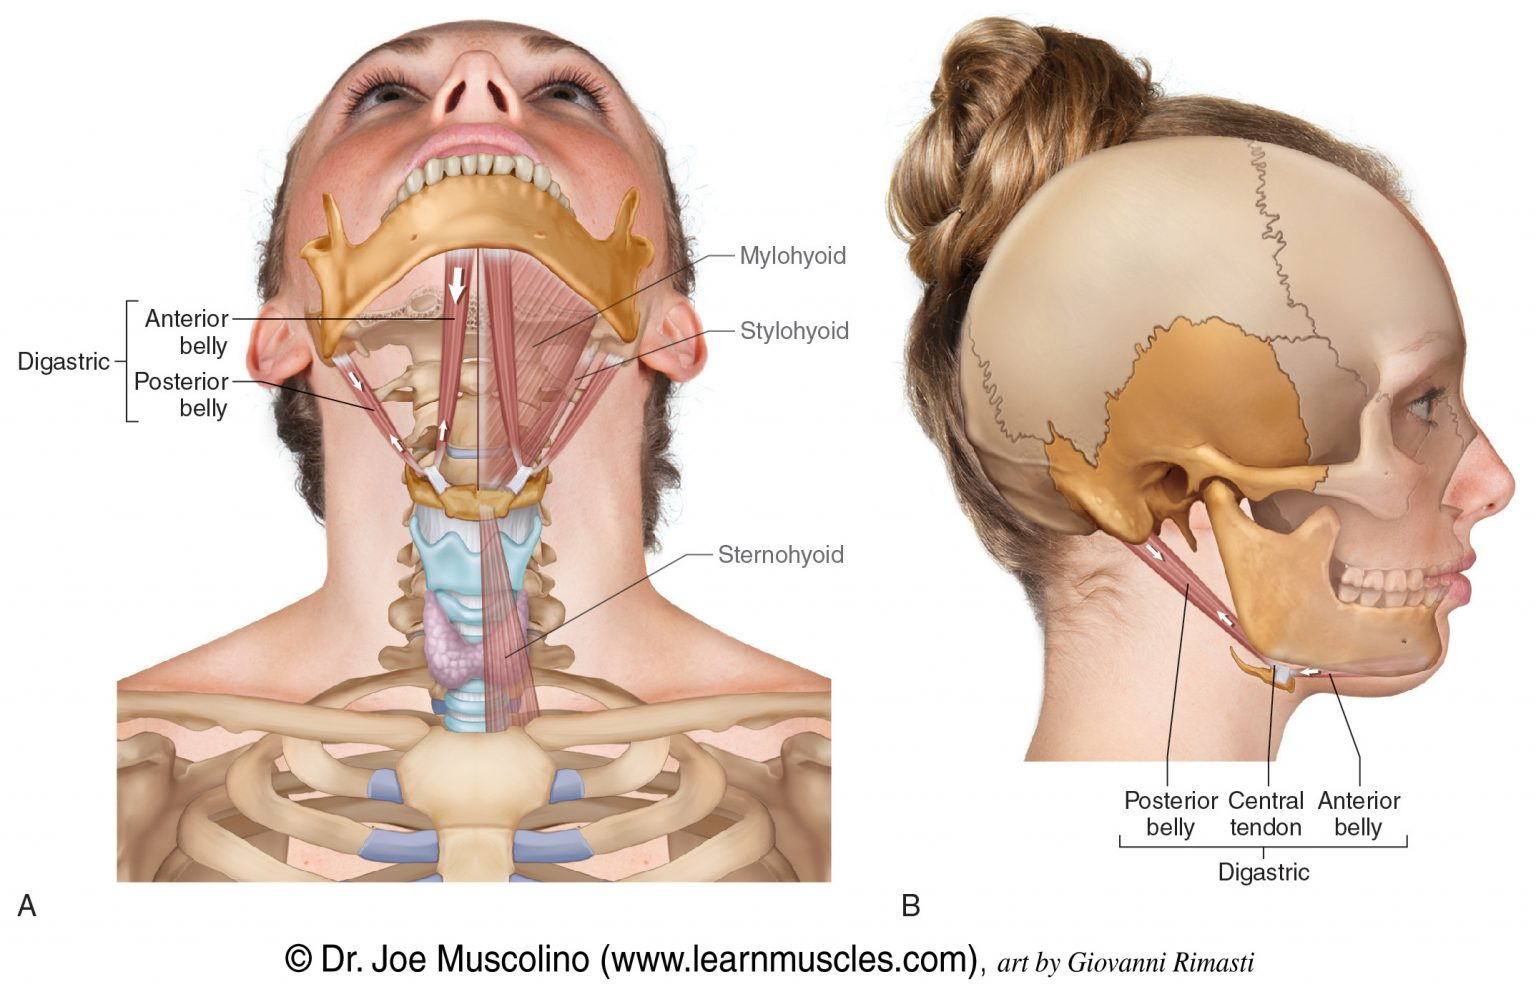 Digastric
Anterior
belly
Posterior
belly
Mylohyoid
Stylohyoid
Sternohyoid
A
Posterior
belly
Central
tendon
Anterior
belly
Digastric
B
© Dr. Joe Muscolino (www.learnmuscles.com), art by Giovanni Rimasti